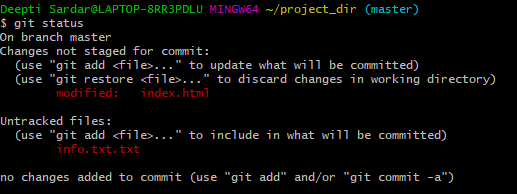 Deepti Sardar@LAPTOP-8RR3PDLU MINGW64 ~/project_dir (master)
$ git status
On branch master
Changes not staged for commit:
  (use "git add <file>..." to update what will be committed)
  (use "git restore <file>..." to discard changes in working directory)
        modified:   index.html

Untracked files:
  (use "git add <file>..." to include in what will be committed)
        info.txt.txt

no changes added to commit (use "git add" and/or "git commit -a")